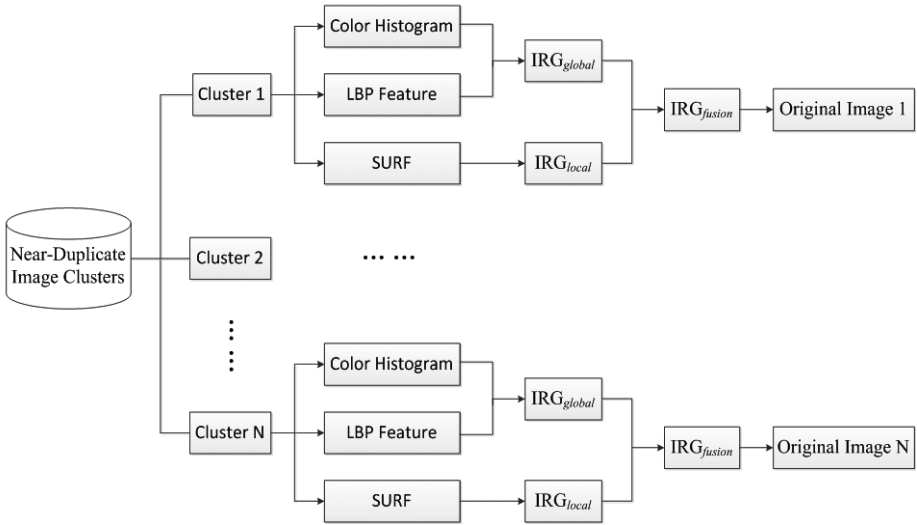 Near-Duplicate
Image Clusters
Cluster 1
Color Histogram
LBP Feature
SURF
IRGglobal
IRGlocal
IRGfusion
Original Image 1
Cluster 2
... ...
Cluster N
Color Histogram
LBP Feature
SURF
IRGglobal
IRGlocal
IRGfusion
Original Image N